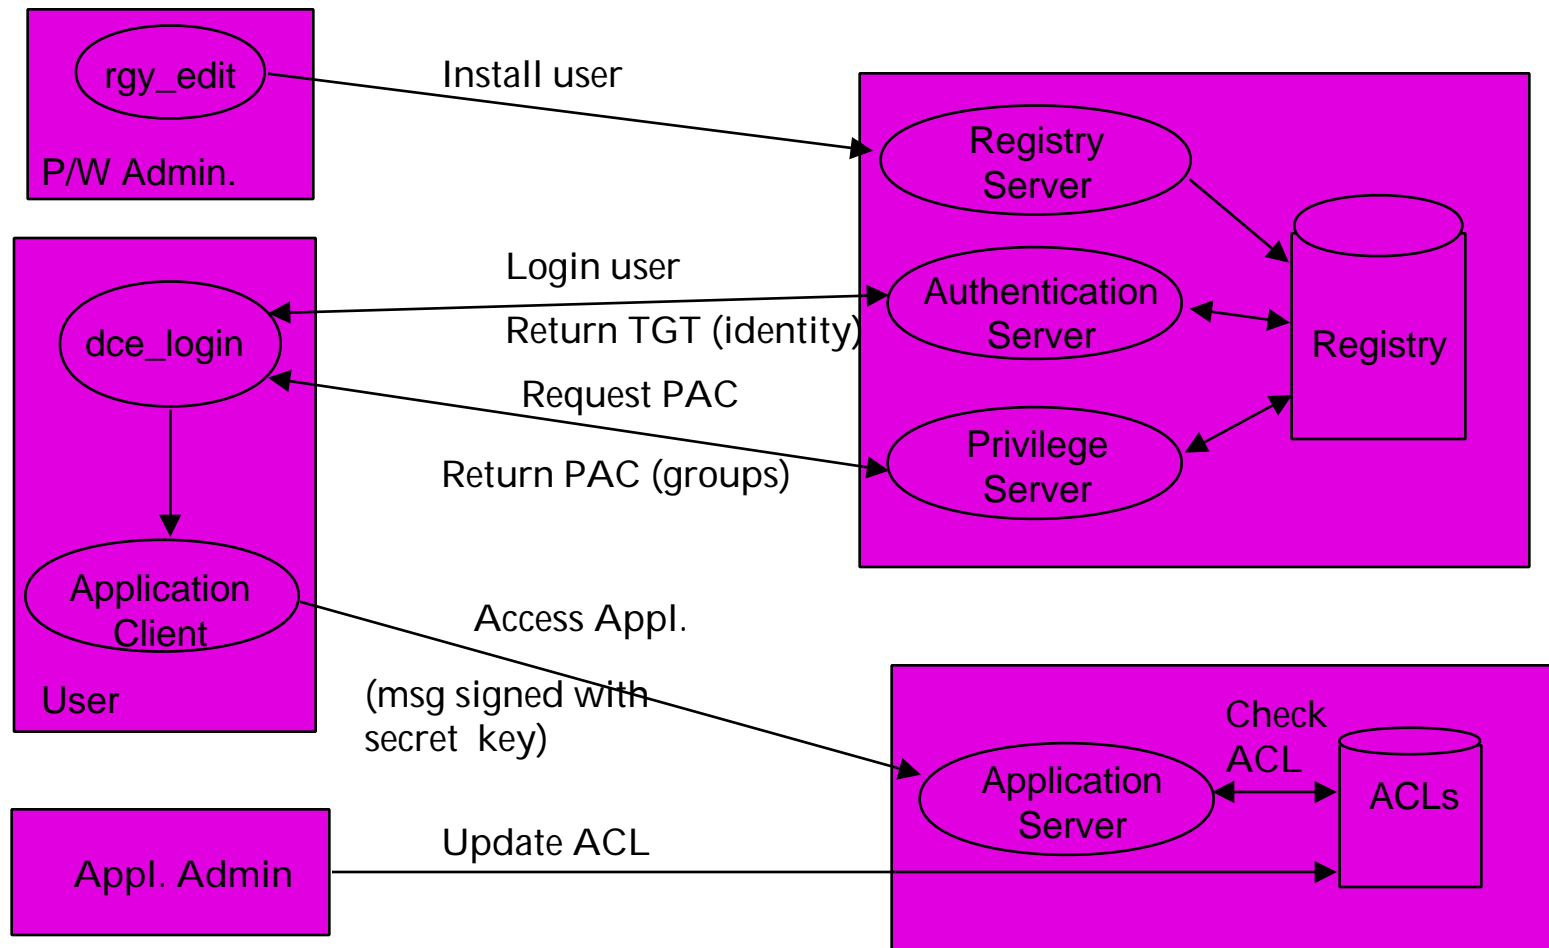 rgy_edit
P/W Admin.
Install user
Registry
Server
Login user
Return TGT (identity)
Authentication
Server
dce_login
Registry
Request PAC
Return PAC (groups)
Privilege
Server
Application
Client
User
Access Appl.
(msg signed with
secret key)
Check
ACL
Application
Server
ACLs
Appl. Admin
Update ACL